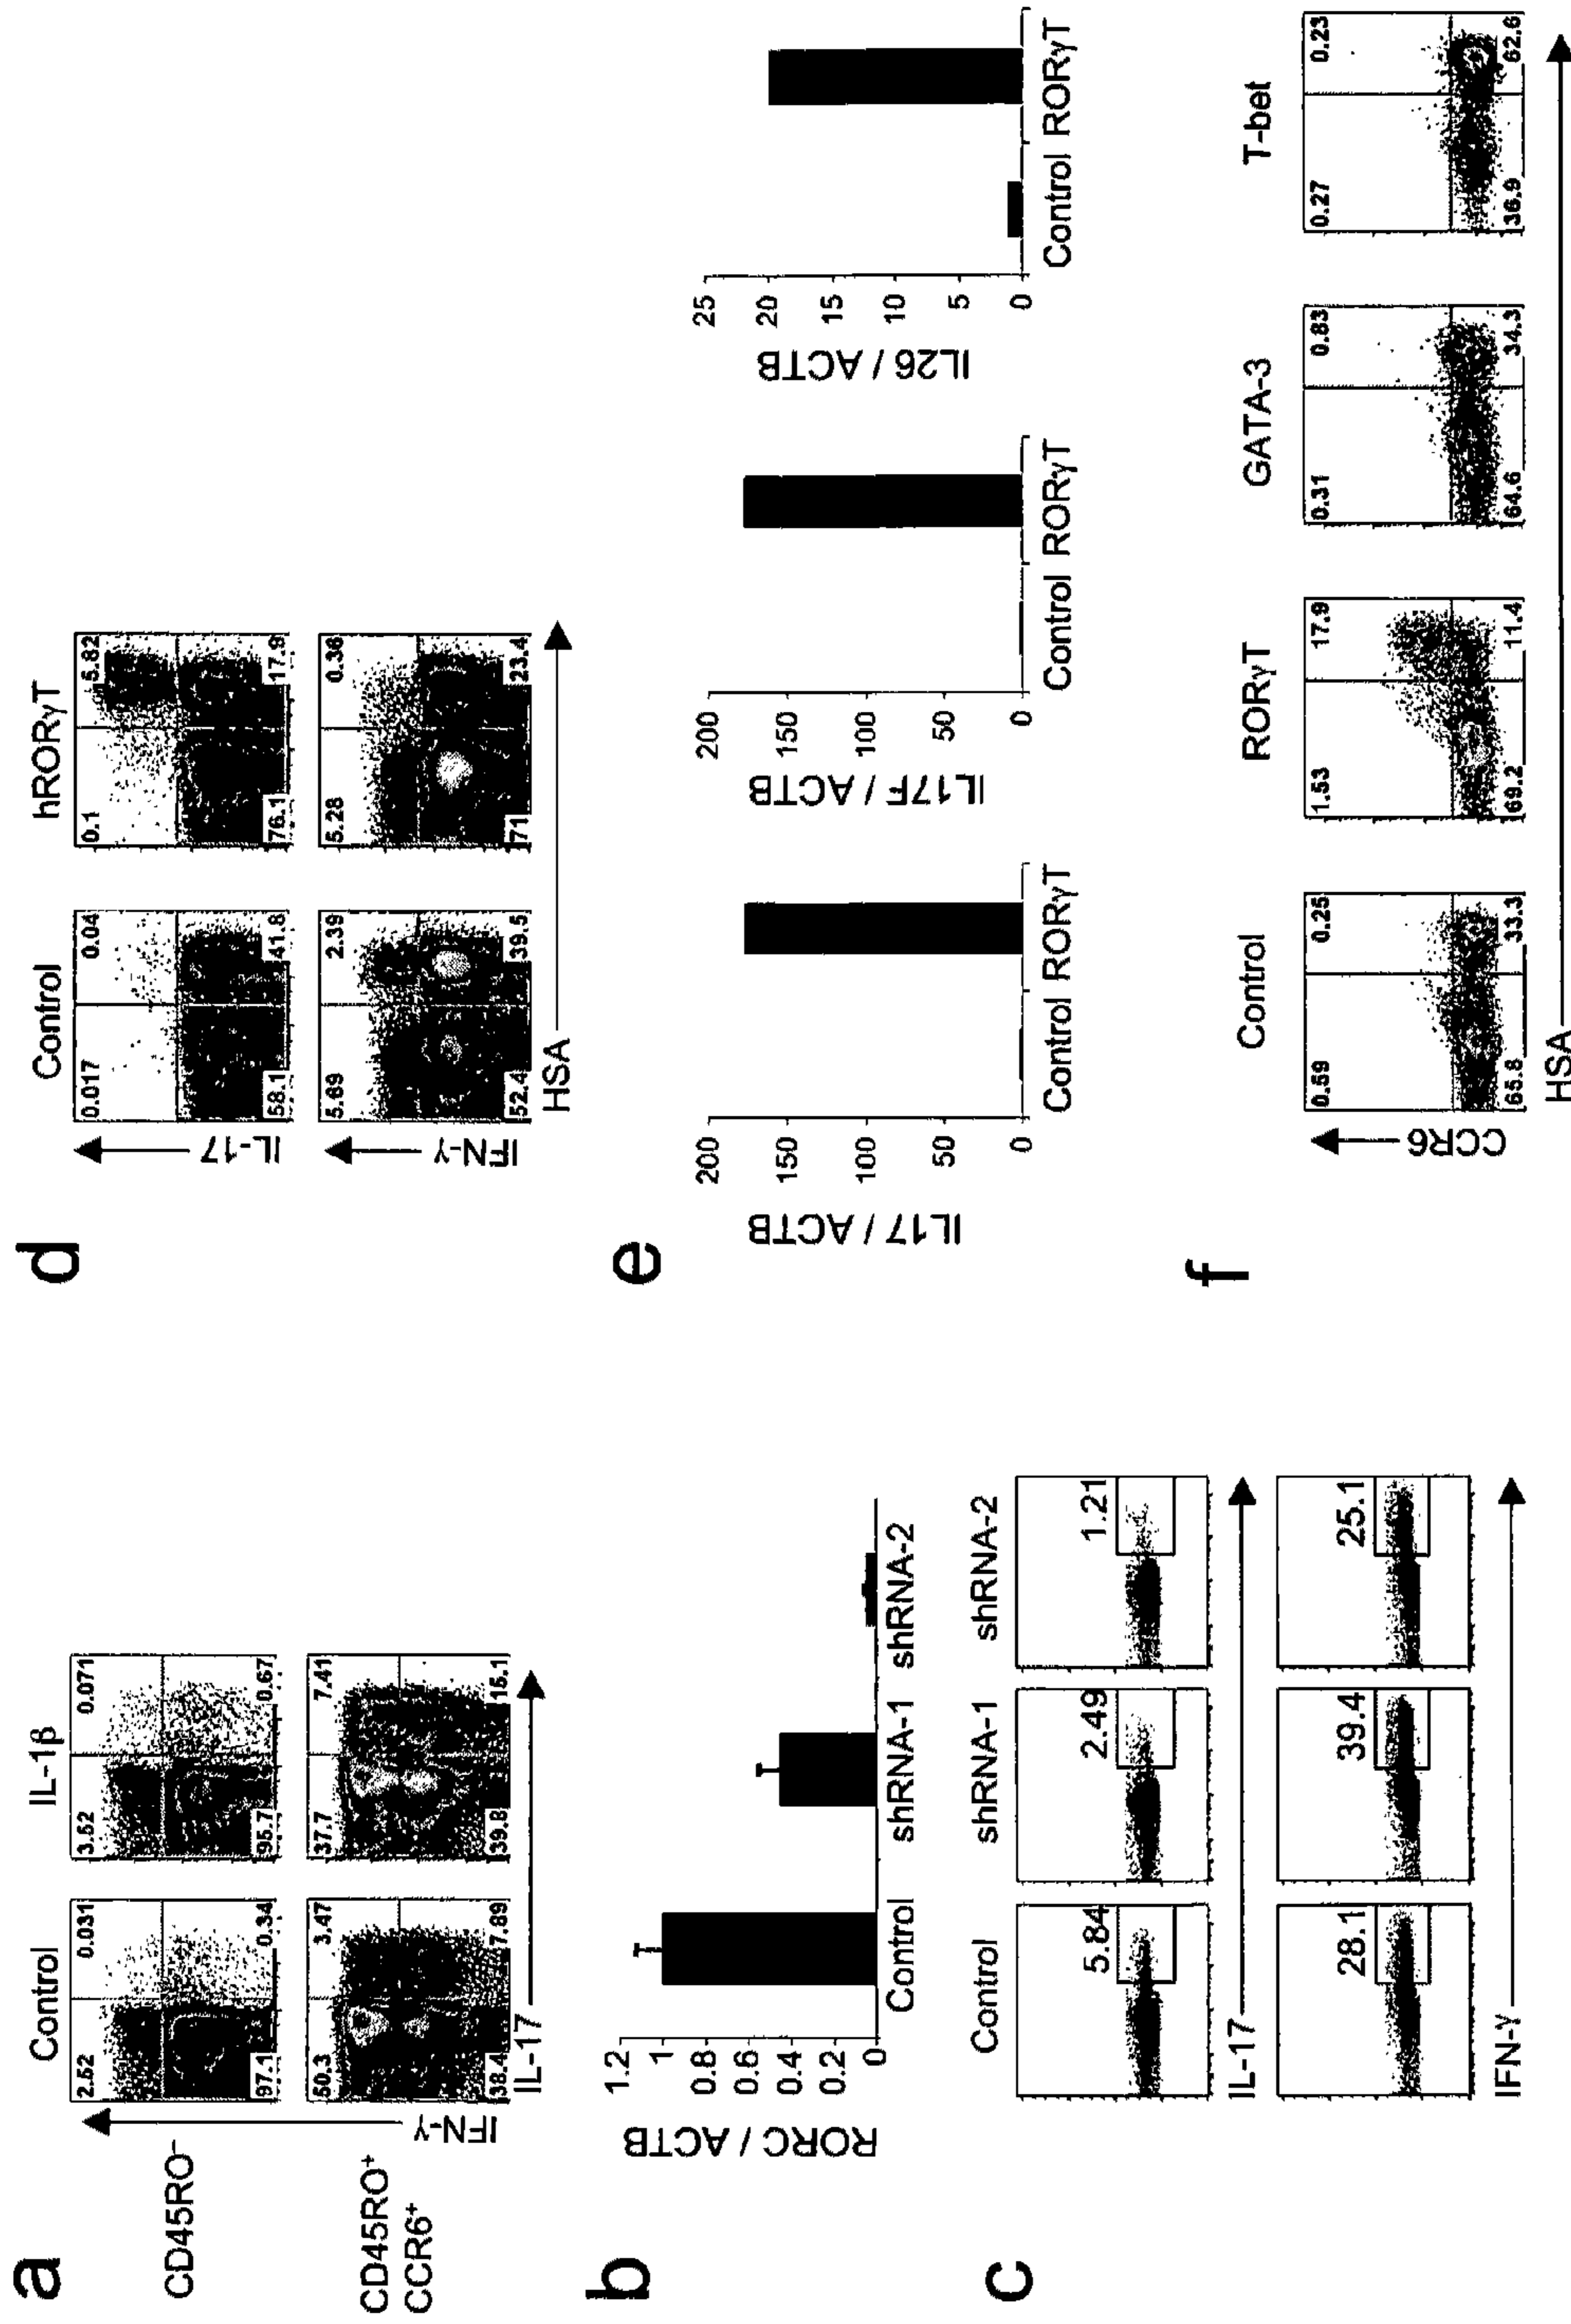 a
Control IL-1β
CD45RO⁻
2.52 0.031 3.52 0.071
97.1 0.34 95.7 0.67
CD45RO⁺
CCR6⁺
50.3 3.47 37.7 7.41
38.4 7.89 39.8 15.1
IFN-γ
IL-17
b
RORC / ACTB
1.2
1
0.8
0.6
0.4
0.2
0
Control shRNA-1 shRNA-2
c
Control shRNA-1 shRNA-2
5.84 2.49 1.21
IL-17
28.1 39.4 25.1
IFN-γ
d
Control hRORγT
IL-17
0.017 0.04 0.1 5.82
58.1 41.8 76.1 17.9
IFN-γ
5.69 2.39 5.28 0.36
52.4 39.5 71 23.4
HSA
e
IL17 / ACTB
200
150
100
50
0
Control RORγT
IL17F / ACTB
200
150
100
50
0
Control RORγT
IL26 / ACTB
25
20
15
10
5
0
Control RORγT
f
Control RORγT GATA-3 T-bet
CCR6
0.59 0.25 1.53 17.9 0.31 0.83 0.27 0.23
65.8 33.3 69.2 11.4 64.6 34.3 36.9 62.6
HSA